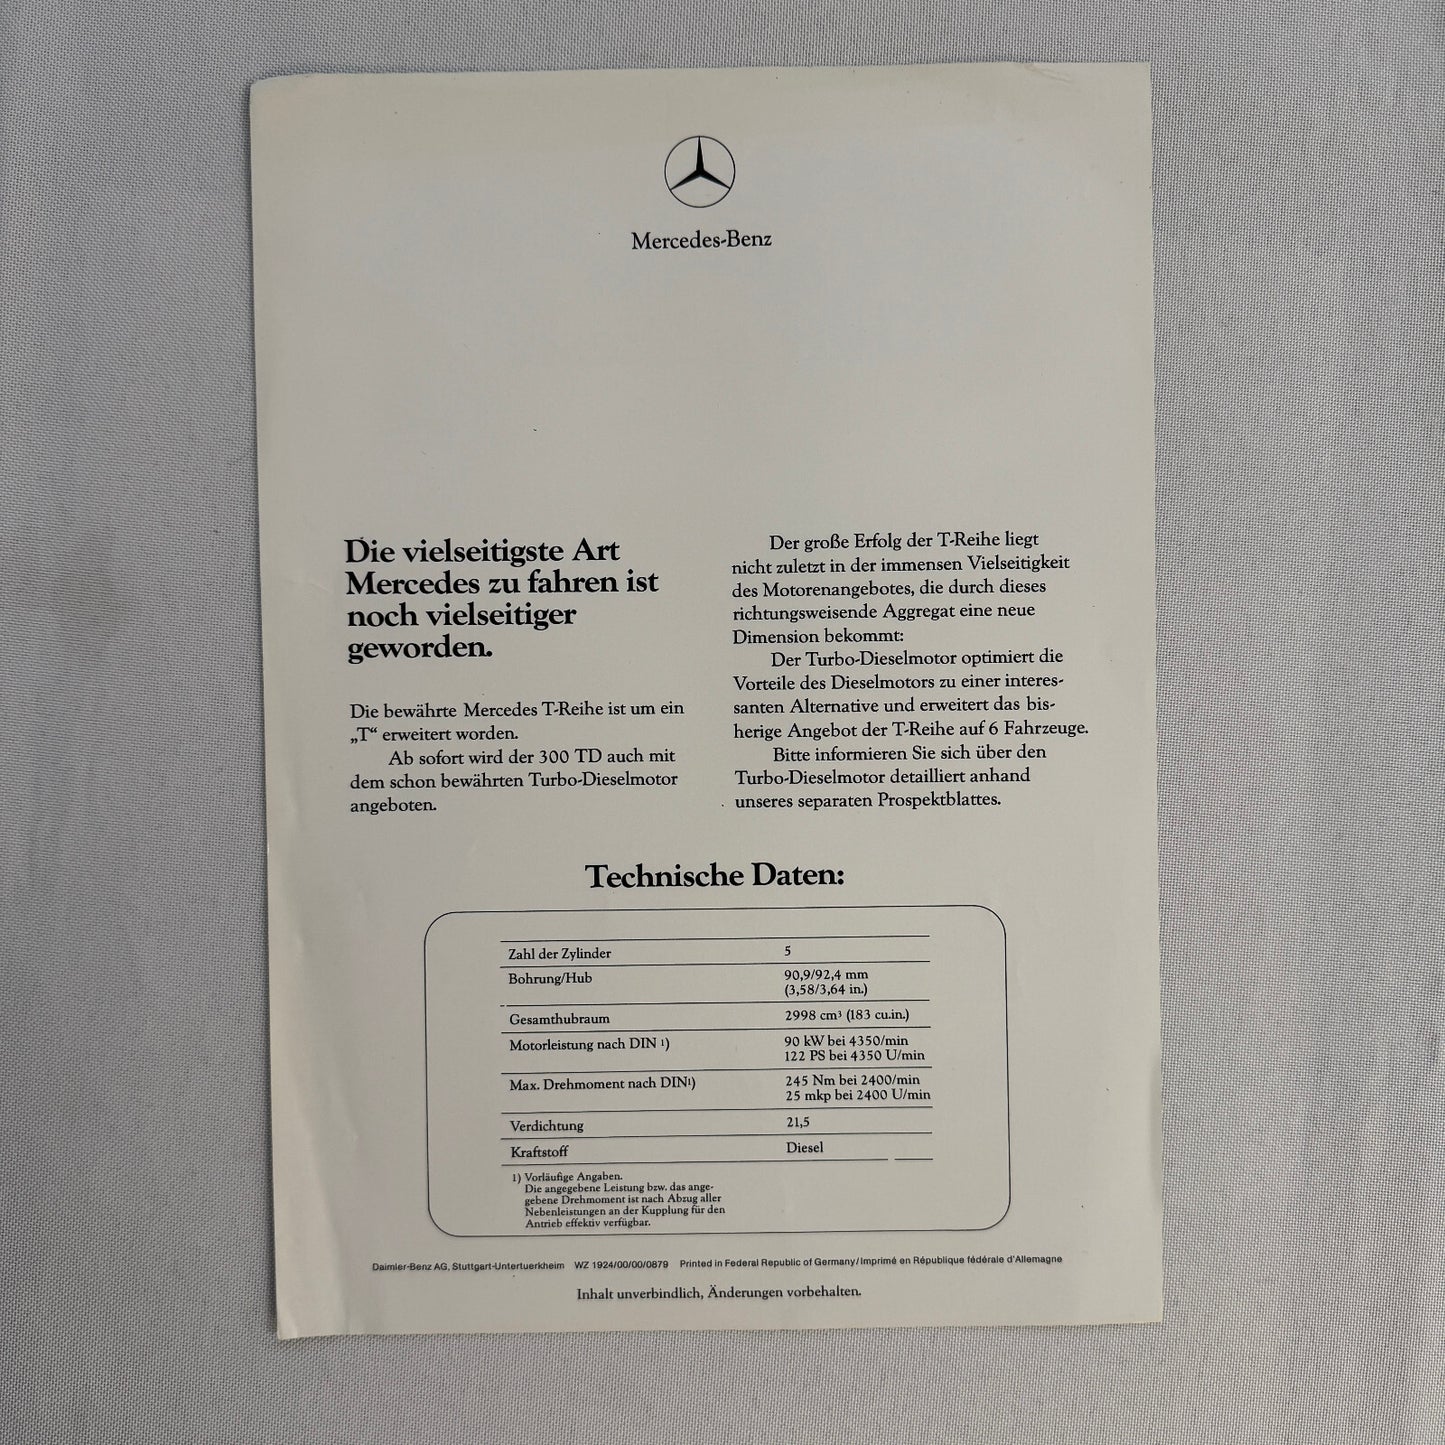 Mercedes-Benz
Die vielseitigste Art
Mercedes zu fahren ist
noch vielseitiger
geworden.
Die bewährte Mercedes T-Reihe ist um ein
„T“ erweitert worden.
Ab sofort wird der 300 TD auch mit
dem schon bewährten Turbo-Dieselmotor
angeboten.
Der große Erfolg der T-Reihe liegt
nicht zuletzt in der immensen Vielseitigkeit
des Motorenangebotes, die durch dieses
richtungsweisende Aggregat eine neue
Dimension bekommt:
Der Turbo-Dieselmotor optimiert die
Vorteile des Dieselmotors zu einer interes-
santen Alternative und erweitert das bis-
herige Angebot der T-Reihe auf 6 Fahrzeuge.
Bitte informieren Sie sich über den
Turbo-Dieselmotor detailliert anhand
unseres separaten Prospektblattes.
Technische Daten:
Zahl der Zylinder 5
Bohrung/Hub 90,9/92,4 mm
(3,58/3,64 in.)
Gesamthubraum 2998 cm³ (183 cu.in.)
Motorleistung nach DIN ¹) 90 kW bei 4350/min
122 PS bei 4350 U/min
Max. Drehmoment nach DIN¹) 245 Nm bei 2400/min
25 mkp bei 2400 U/min
Verdichtung 21,5
Kraftstoff Diesel
1) Vorläufige Angaben.
Die angegebene Leistung bzw. das ange-
gebene Drehmoment ist nach Abzug aller
Nebenleistungen an der Kupplung für den
Antrieb effektiv verfügbar.
Daimler-Benz AG, Stuttgart-Untertuerkheim WZ 1924/00/00/0879 Printed in Federal Republic of Germany/Imprimé en République fédérale d'Allemagne
Inhalt unverbindlich, Änderungen vorbehalten.